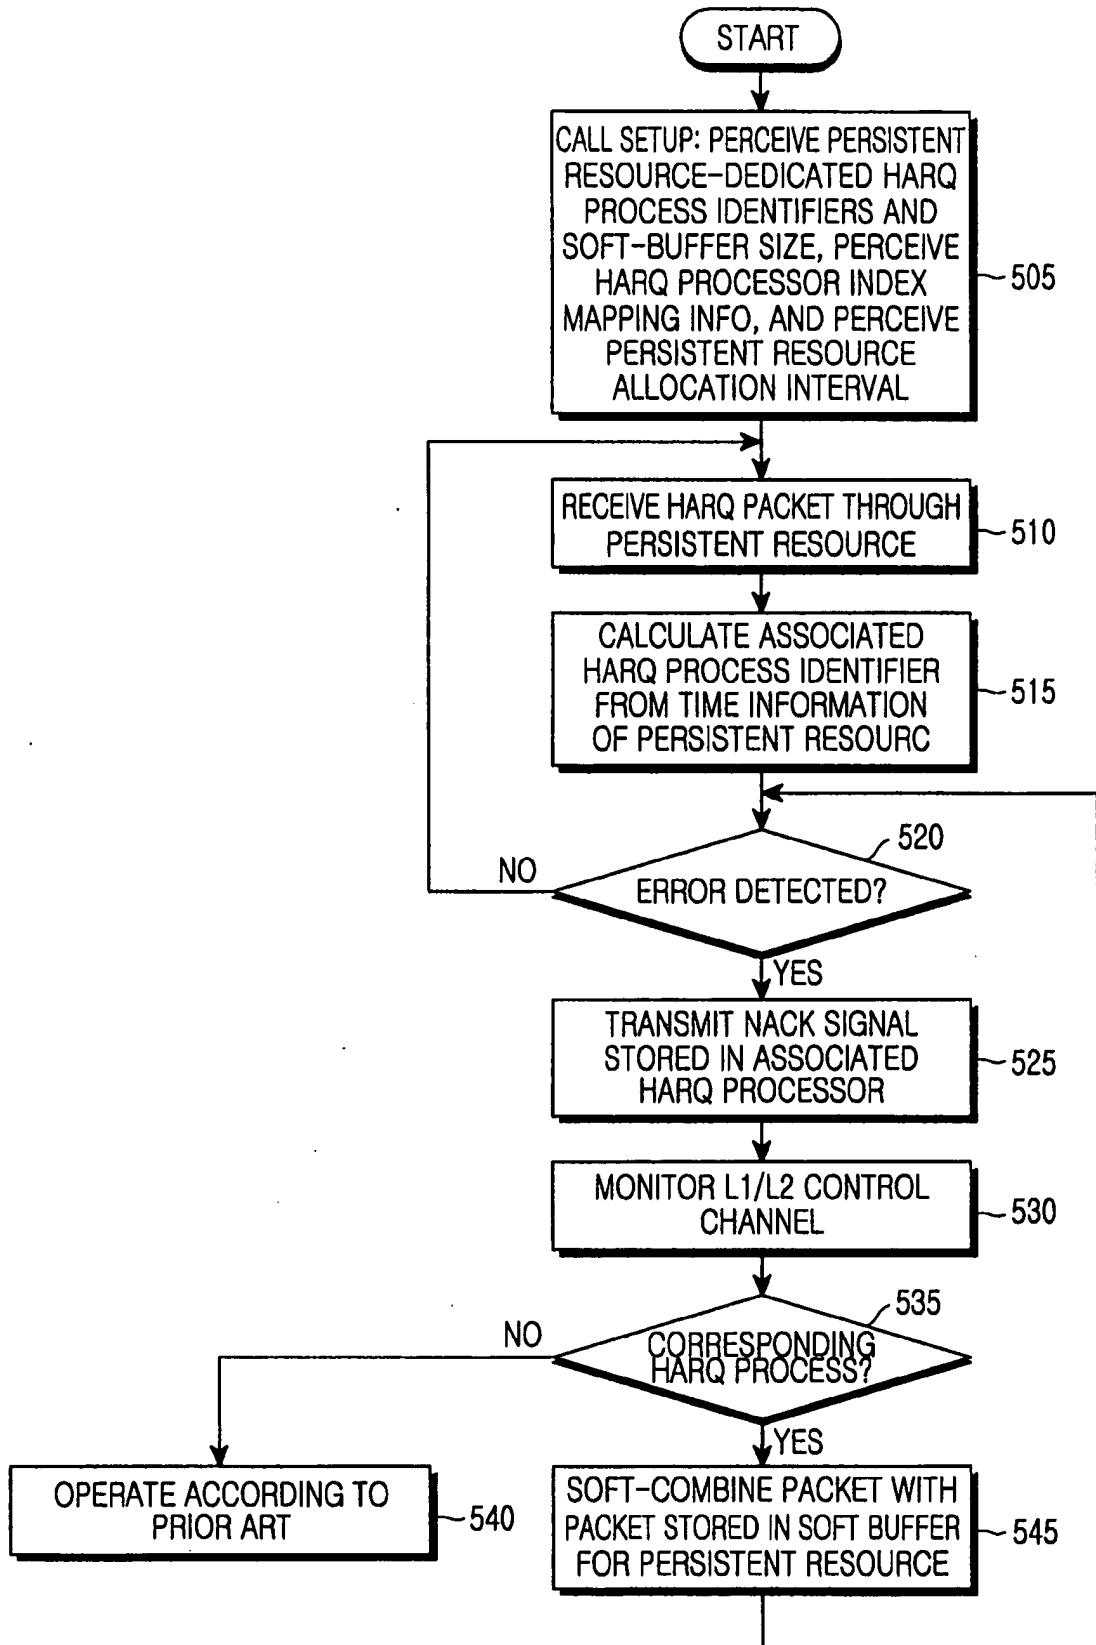 START
CALL SETUP: PERCEIVE PERSISTENT
RESOURCE-DEDICATED HARQ
PROCESS IDENTIFIERS AND
SOFT-BUFFER SIZE, PERCEIVE
HARQ PROCESSOR INDEX
MAPPING INFO, AND PERCEIVE
PERSISTENT RESOURCE
ALLOCATION INTERVAL
505
RECEIVE HARQ PACKET THROUGH
PERSISTENT RESOURCE
510
CALCULATE ASSOCIATED
HARQ PROCESS IDENTIFIER
FROM TIME INFORMATION
OF PERSISTENT RESOURC
515
520
NO
ERROR DETECTED?
YES
TRANSMIT NACK SIGNAL
STORED IN ASSOCIATED
HARQ PROCESSOR
525
MONITOR L1/L2 CONTROL
CHANNEL
530
535
NO
CORRESPONDING
HARQ PROCESS?
YES
OPERATE ACCORDING TO
PRIOR ART
540
SOFT-COMBINE PACKET WITH
PACKET STORED IN SOFT BUFFER
FOR PERSISTENT RESOURCE
545